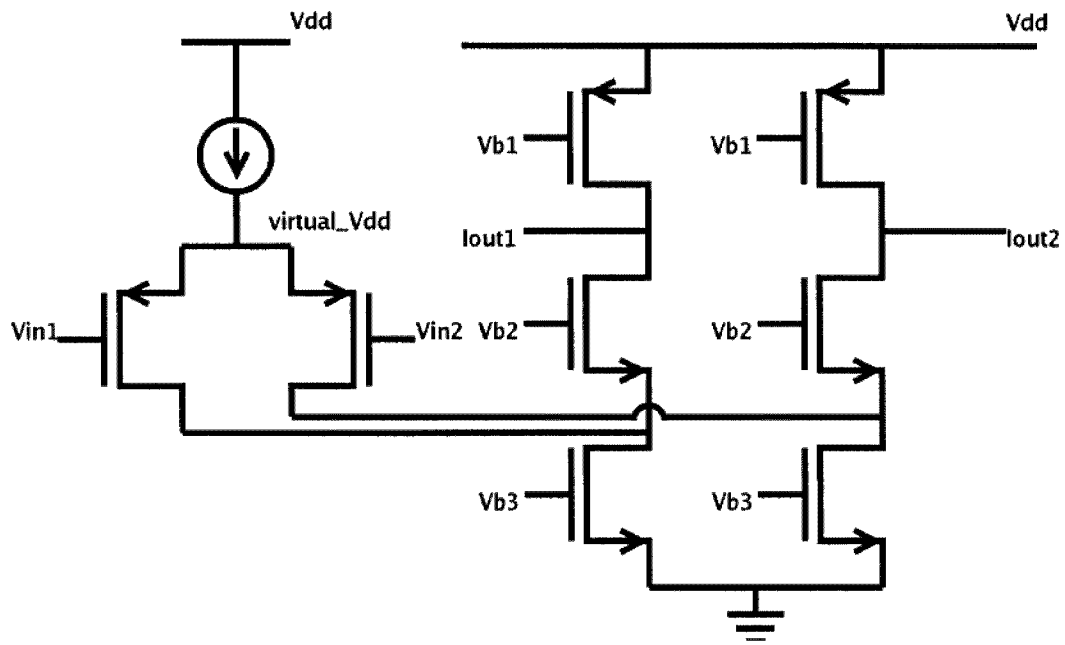 Vdd
Vdd
Vb1
Vb1
virtual_Vdd
Iout1
Iout2
Vin1
Vin2
Vb2
Vb2
Vb3
Vb3